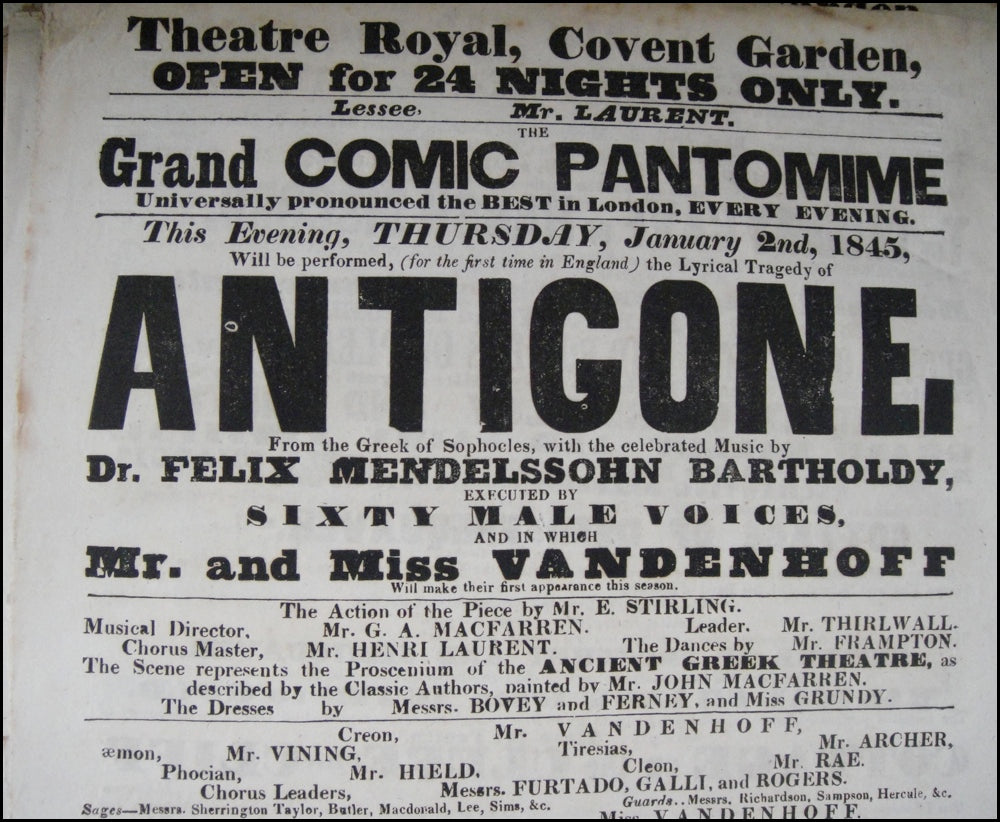 Theatre Royal, Covent Garden,
OPEN for 24 NIGHTS ONLY.
Lessee, Mr. LAURENT.
THE
Grand COMIC PANTOMIME
Universally pronounced the BEST in London, EVERY EVENING.
This Evening, THURSDAY, January 2nd, 1845,
Will be performed, (for the first time in England) the Lyrical Tragedy of
ANTIGONE.
From the Greek of Sophocles, with the celebrated Music by
Dr. FELIX MENDELSSOHN BARTHOLDY,
EXECUTED BY
SIXTY MALE VOICES,
AND IN WHICH
Mr. and Miss VANDENHOFF
Will make their first appearance this season.
The Action of the Piece by Mr. E. STIRLING.
Musical Director, Mr. G. A. MACFARREN. Leader, Mr. THIRLWALL.
Chorus Master, Mr. HENRI LAURENT. The Dances by Mr. FRAMPTON.
The Scene represents the Proscenium of the ANCIENT GREEK THEATRE, as
described by the Classic Authors, painted by Mr. JOHN MACFARREN.
The Dresses by Messrs. BOVEY and FERNEY, and Miss GRUNDY.
Creon, Mr. VANDENHOFF,
æmon, Mr. VINING, Tiresias, Mr. ARCHER,
Phocian, Mr. HIELD. Cleon, Mr. RAE.
Chorus Leaders, Messrs. FURTADO, GALLI, and ROGERS.
Sages—Messrs. Sherrington Taylor, Butler, Macdonald, Lee, Sims, &c. Guards.. Messrs. Richardson, Sampson, Hercule, &c.
Miss VANDENHOFF.